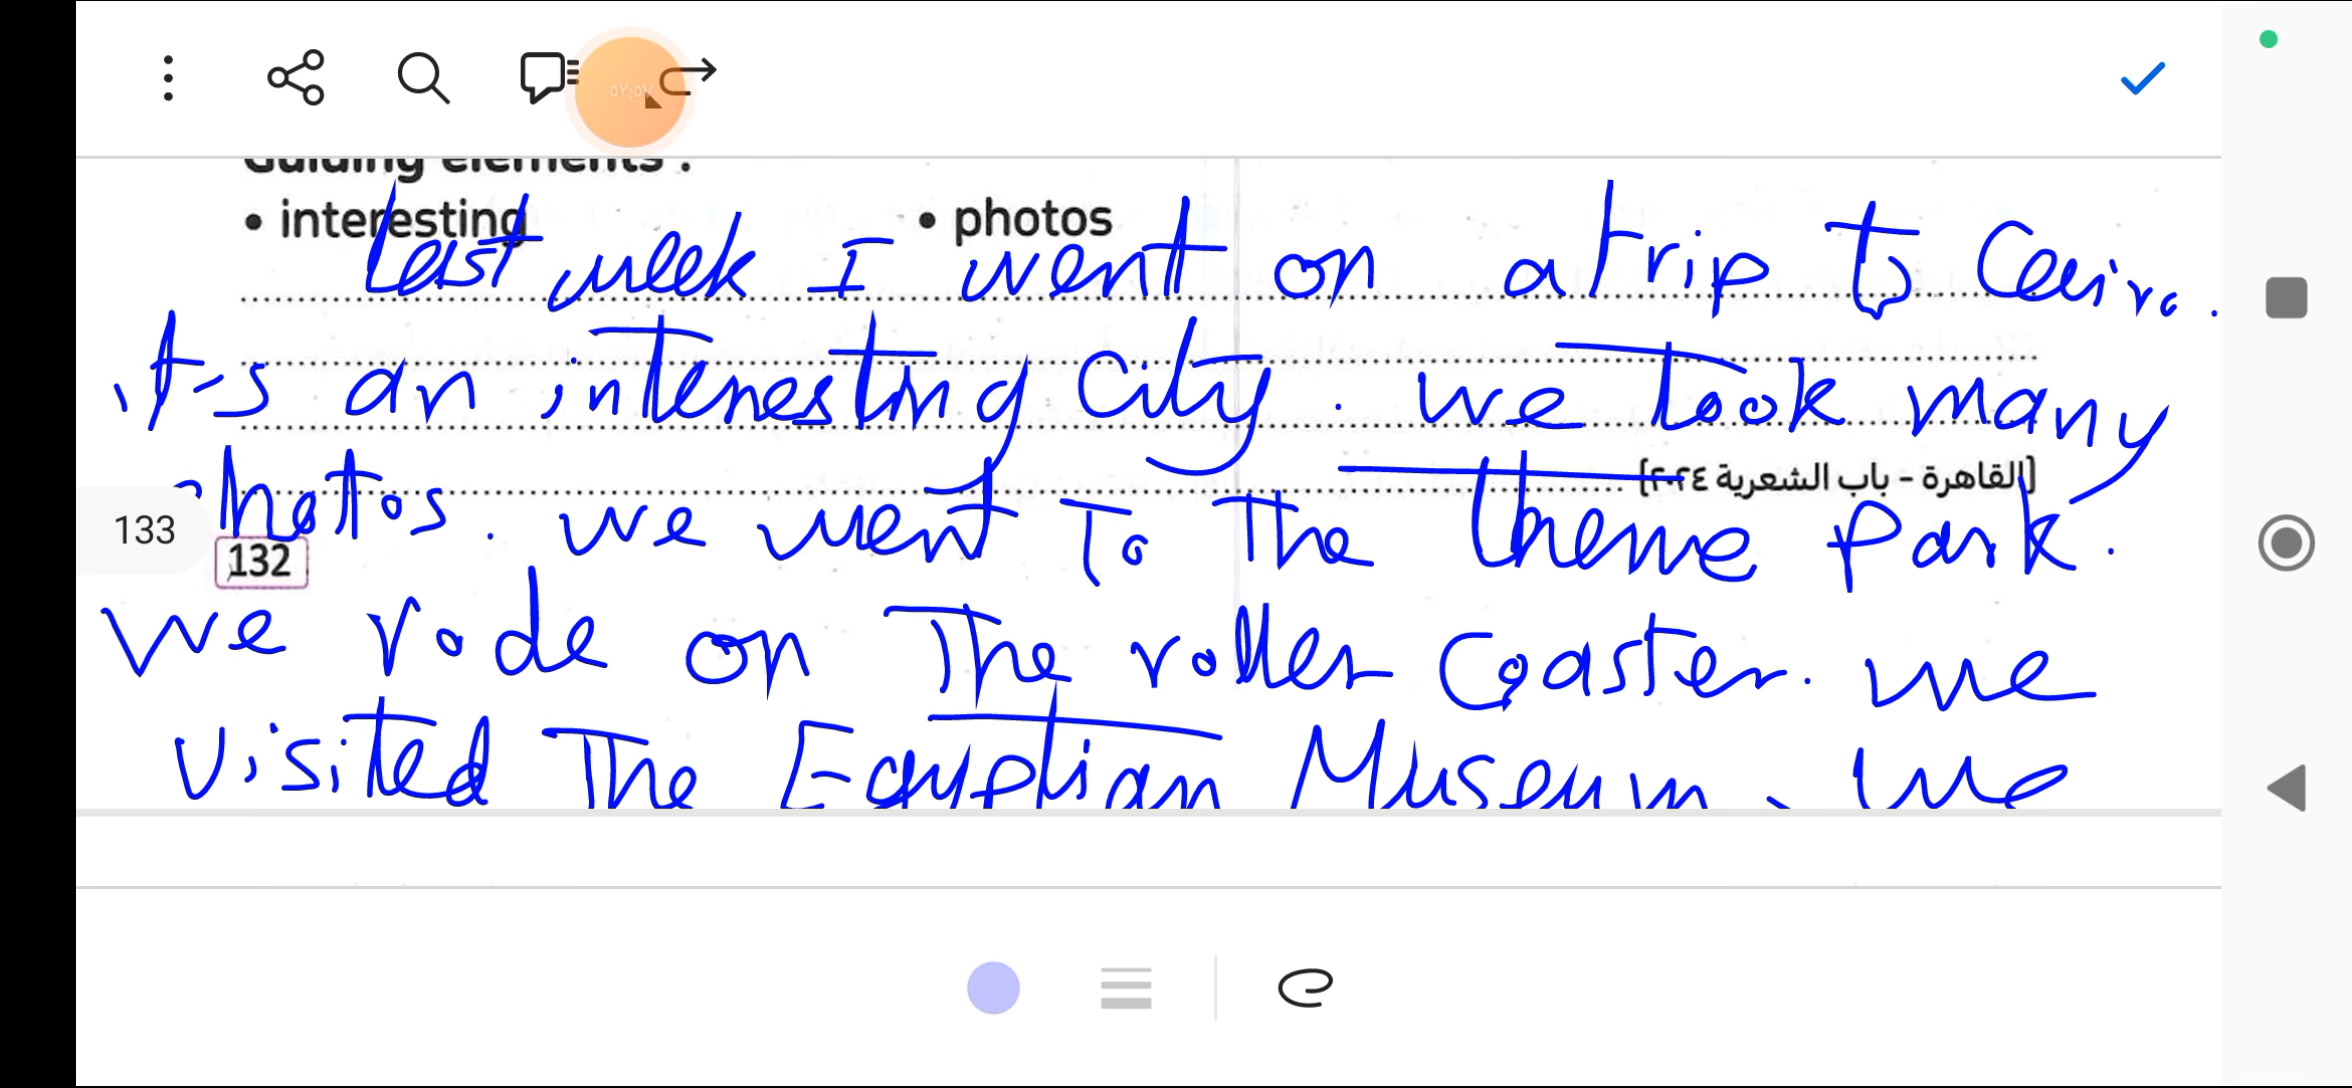 ٥٢:٥٧
Guiding elements :
• interesting • photos
Last week I went on a trip to Cairo.
it's an interesting city. we took many
[القاهرة - باب الشعرية ٢٠٢٤]
photos. we went To The theme park.
133
132
we rode on The roller coaster. we
visited The Egyptian Museum. we